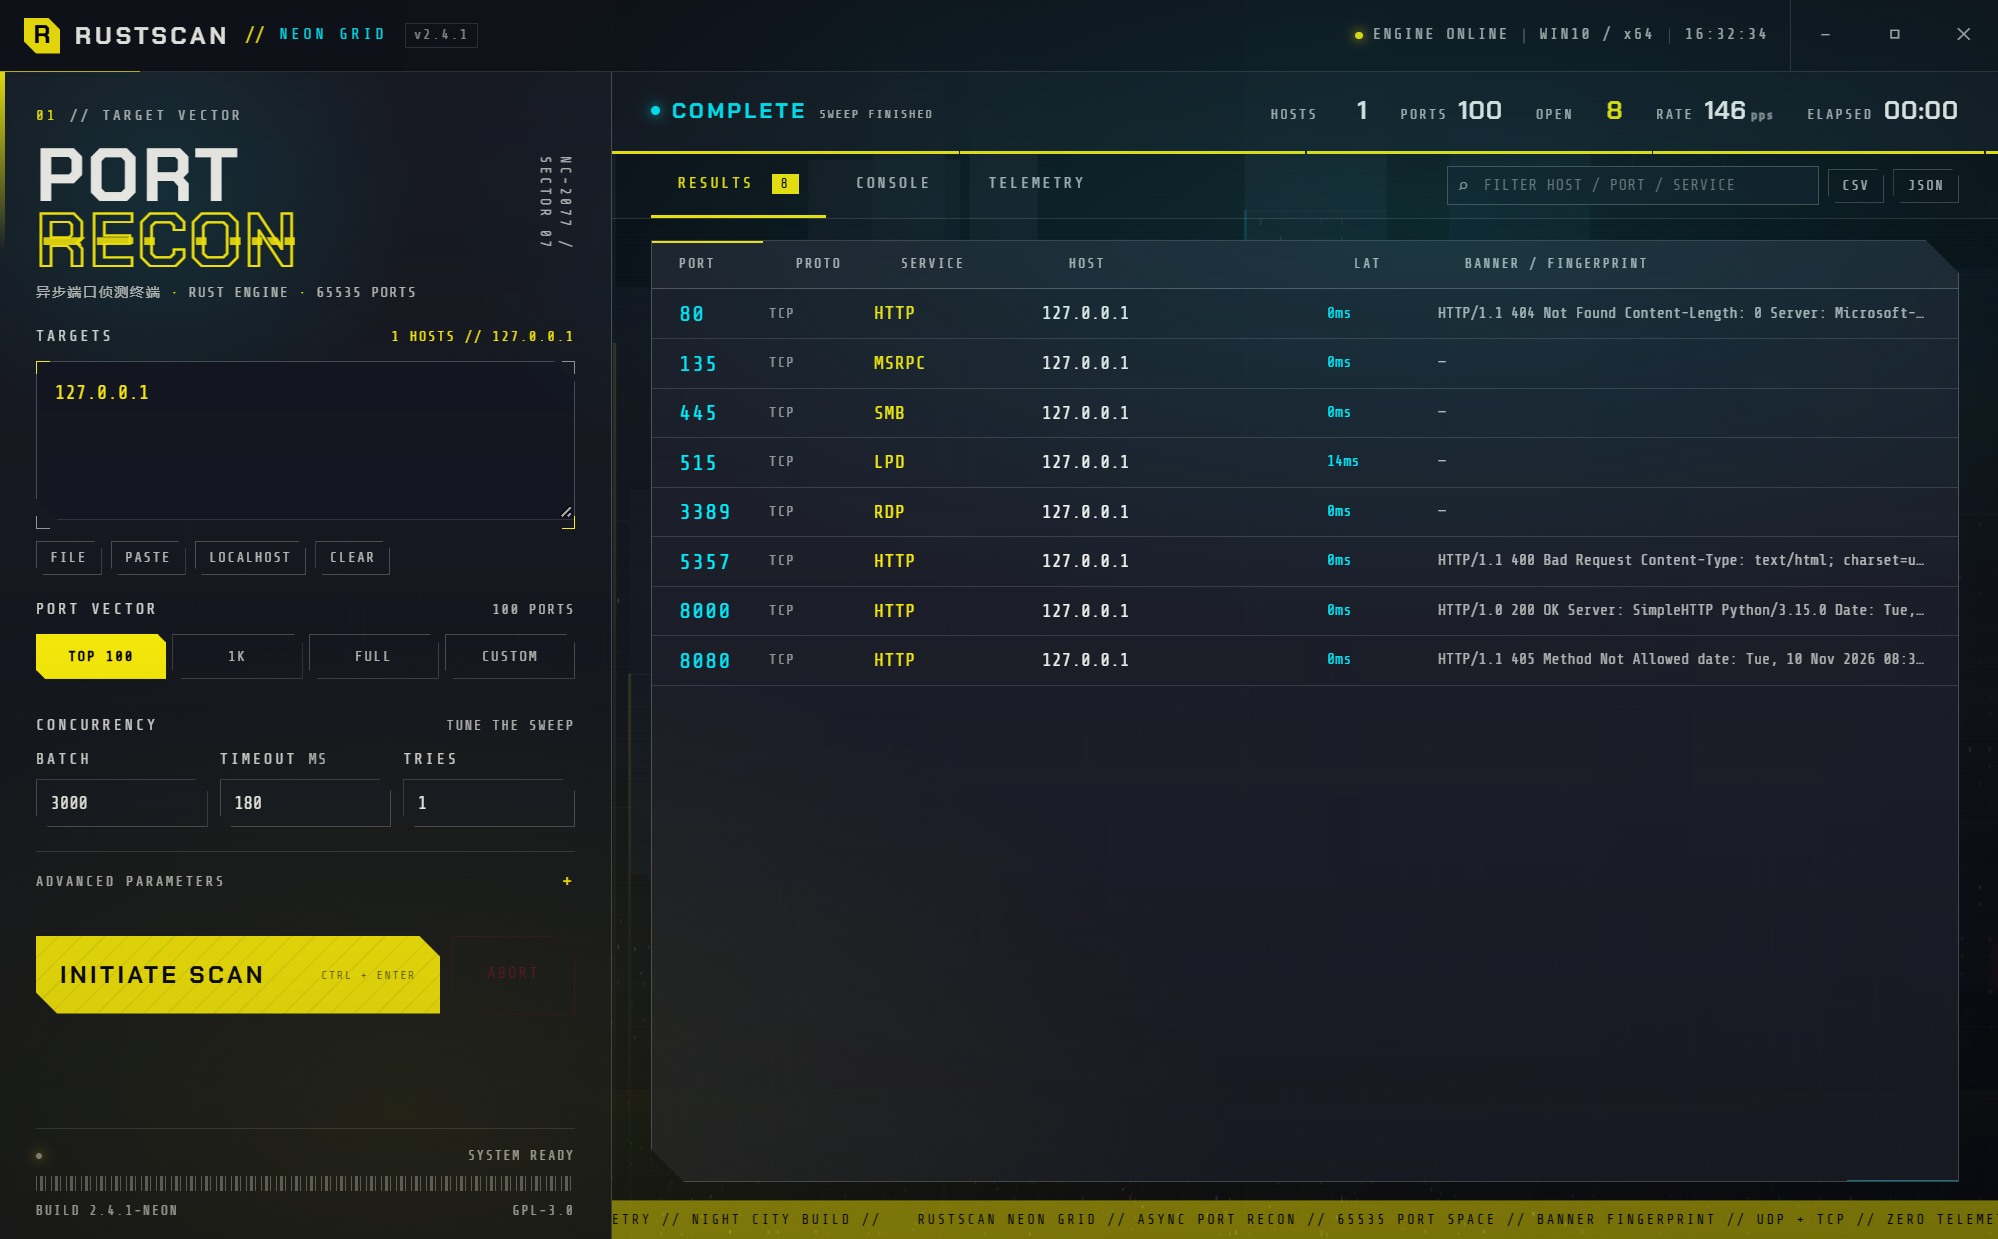 R RUSTSCAN // NEON GRID v2.4.1
ENGINE ONLINE | WIN10 / x64 | 16:32:34
01 // TARGET VECTOR
PORT
RECON
NC-2077 /
SECTOR 07
异步端口侦测终端 · RUST ENGINE · 65535 PORTS
TARGETS 1 HOSTS // 127.0.0.1
127.0.0.1
FILE PASTE LOCALHOST CLEAR
PORT VECTOR 100 PORTS
TOP 100 1K FULL CUSTOM
CONCURRENCY TUNE THE SWEEP
BATCH TIMEOUT MS TRIES
3000 180 1
ADVANCED PARAMETERS +
INITIATE SCAN CTRL + ENTER ABORT
SYSTEM READY
BUILD 2.4.1-NEON GPL-3.0
COMPLETE SWEEP FINISHED
HOSTS 1 PORTS 100 OPEN 8 RATE 146 pps ELAPSED 00:00
RESULTS 8 CONSOLE TELEMETRY
FILTER HOST / PORT / SERVICE CSV JSON
PORT PROTO SERVICE HOST LAT BANNER / FINGERPRINT
80 TCP HTTP 127.0.0.1 0ms HTTP/1.1 404 Not Found Content-Length: 0 Server: Microsoft-…
135 TCP MSRPC 127.0.0.1 0ms —
445 TCP SMB 127.0.0.1 0ms —
515 TCP LPD 127.0.0.1 14ms —
3389 TCP RDP 127.0.0.1 0ms —
5357 TCP HTTP 127.0.0.1 0ms HTTP/1.1 400 Bad Request Content-Type: text/html; charset=u…
8000 TCP HTTP 127.0.0.1 0ms HTTP/1.0 200 OK Server: SimpleHTTP Python/3.15.0 Date: Tue,…
8080 TCP HTTP 127.0.0.1 0ms HTTP/1.1 405 Method Not Allowed date: Tue, 10 Nov 2026 08:3…
ETRY // NIGHT CITY BUILD // RUSTSCAN NEON GRID // ASYNC PORT RECON // 65535 PORT SPACE // BANNER FINGERPRINT // UDP + TCP // ZERO TELEME